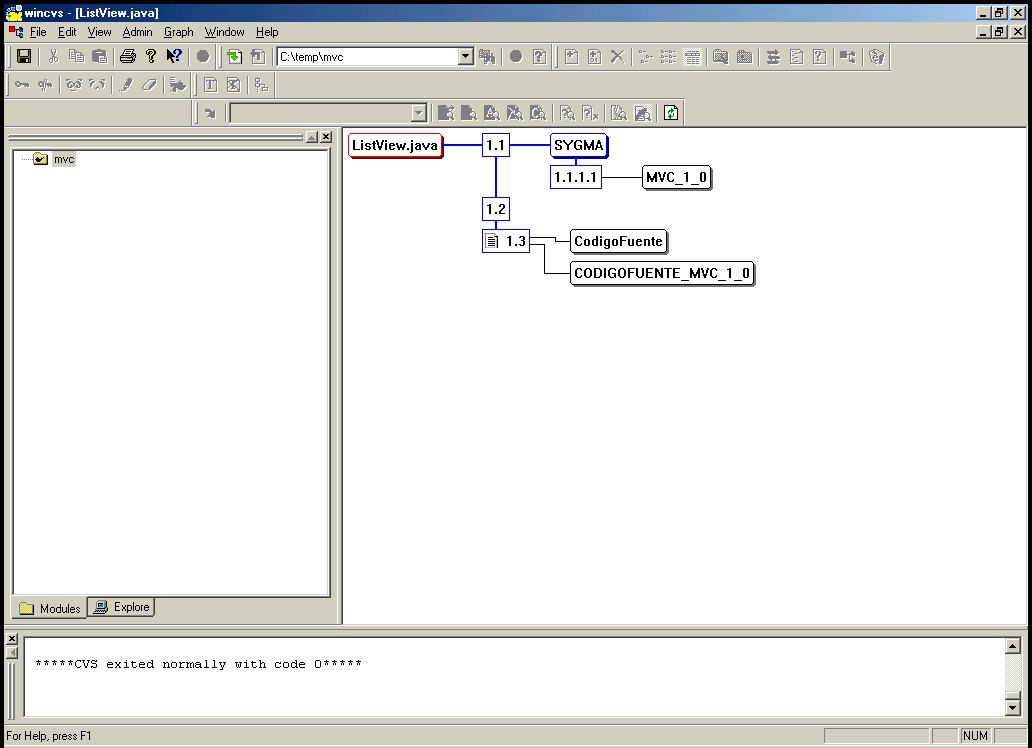 wincvs - [ListView.java]
File Edit View Admin Graph Window Help
C:\temp\mvc
mvc
ListView.java 1.1 SYGMA
1.1.1.1 MVC_1_0
1.2
1.3 CodigoFuente
CODIGOFUENTE_MVC_1_0
Modules Explore
*****CVS exited normally with code 0*****
For Help, press F1 NUM